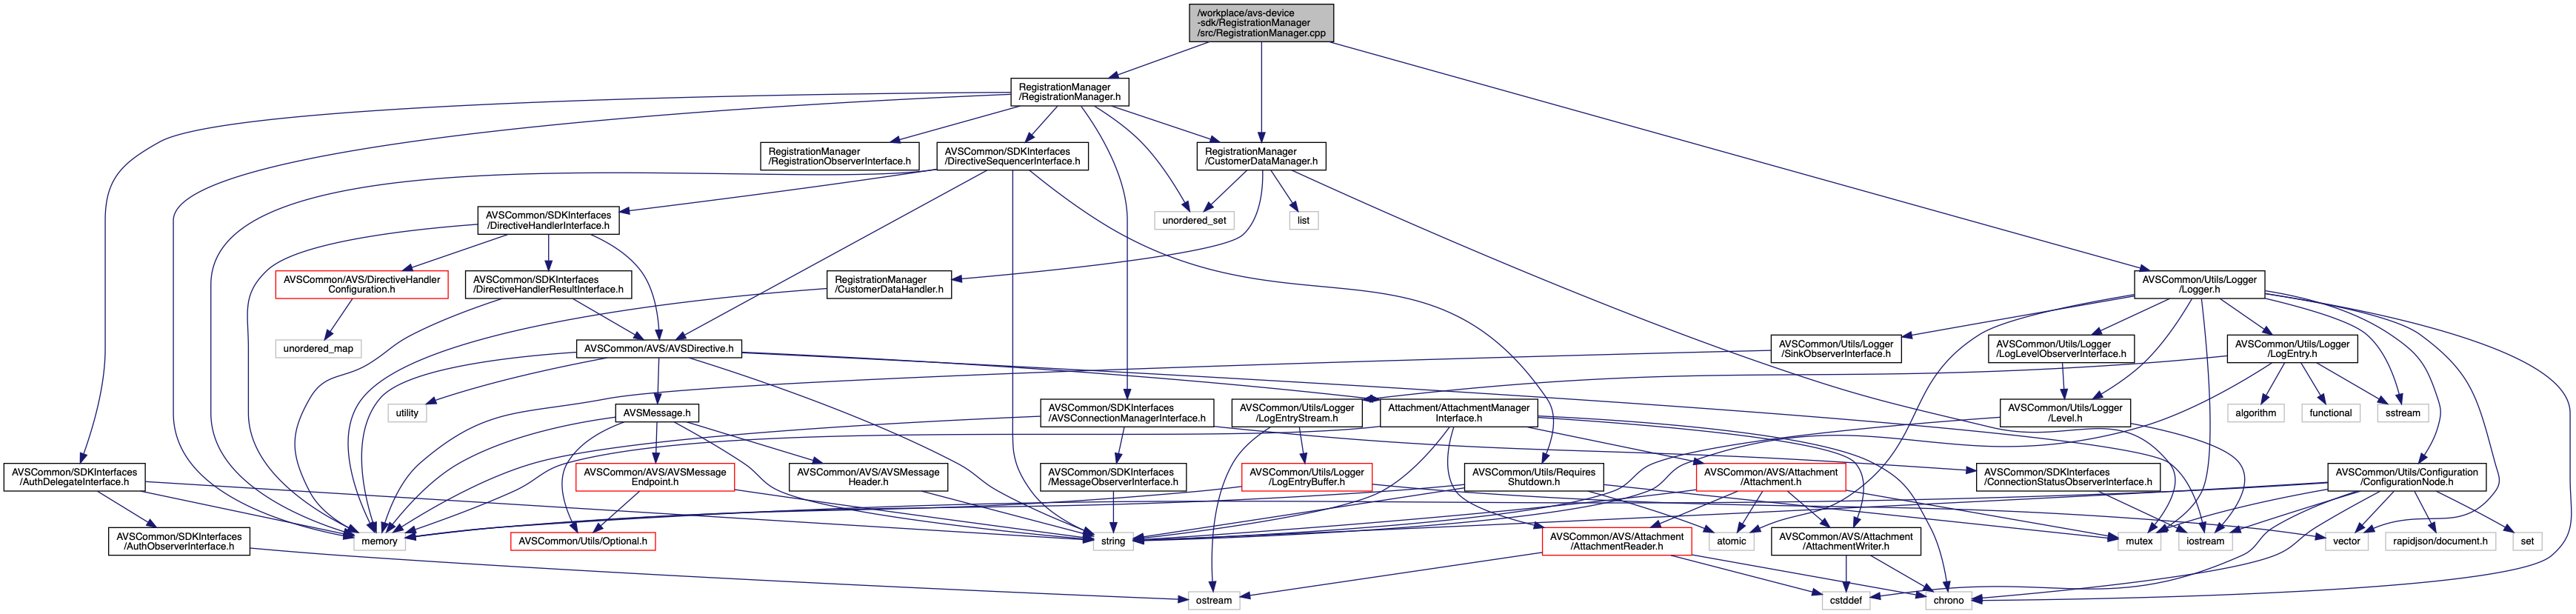 /workplace/avs-device
-sdk/RegistrationManager
/src/RegistrationManager.cpp
RegistrationManager
/RegistrationManager.h
RegistrationManager
/RegistrationObserverInterface.h
AVSCommon/SDKInterfaces
/DirectiveSequencerInterface.h
RegistrationManager
/CustomerDataManager.h
AVSCommon/SDKInterfaces
/DirectiveHandlerInterface.h
unordered_set
list
AVSCommon/AVS/DirectiveHandler
Configuration.h
AVSCommon/SDKInterfaces
/DirectiveHandlerResultInterface.h
RegistrationManager
/CustomerDataHandler.h
AVSCommon/Utils/Logger
/Logger.h
unordered_map
AVSCommon/AVS/AVSDirective.h
AVSCommon/Utils/Logger
/SinkObserverInterface.h
AVSCommon/Utils/Logger
/LogLevelObserverInterface.h
AVSCommon/Utils/Logger
/LogEntry.h
utility
AVSMessage.h
AVSCommon/SDKInterfaces
/AVSConnectionManagerInterface.h
AVSCommon/Utils/Logger
/LogEntryStream.h
Attachment/AttachmentManager
Interface.h
AVSCommon/Utils/Logger
/Level.h
algorithm
functional
sstream
AVSCommon/SDKInterfaces
/AuthDelegateInterface.h
AVSCommon/AVS/AVSMessage
Endpoint.h
AVSCommon/AVS/AVSMessage
Header.h
AVSCommon/SDKInterfaces
/MessageObserverInterface.h
AVSCommon/Utils/Logger
/LogEntryBuffer.h
AVSCommon/Utils/Requires
Shutdown.h
AVSCommon/AVS/Attachment
/Attachment.h
AVSCommon/SDKInterfaces
/ConnectionStatusObserverInterface.h
AVSCommon/Utils/Configuration
/ConfigurationNode.h
AVSCommon/SDKInterfaces
/AuthObserverInterface.h
memory
AVSCommon/Utils/Optional.h
string
AVSCommon/AVS/Attachment
/AttachmentReader.h
atomic
AVSCommon/AVS/Attachment
/AttachmentWriter.h
mutex
iostream
vector
rapidjson/document.h
set
ostream
cstddef
chrono